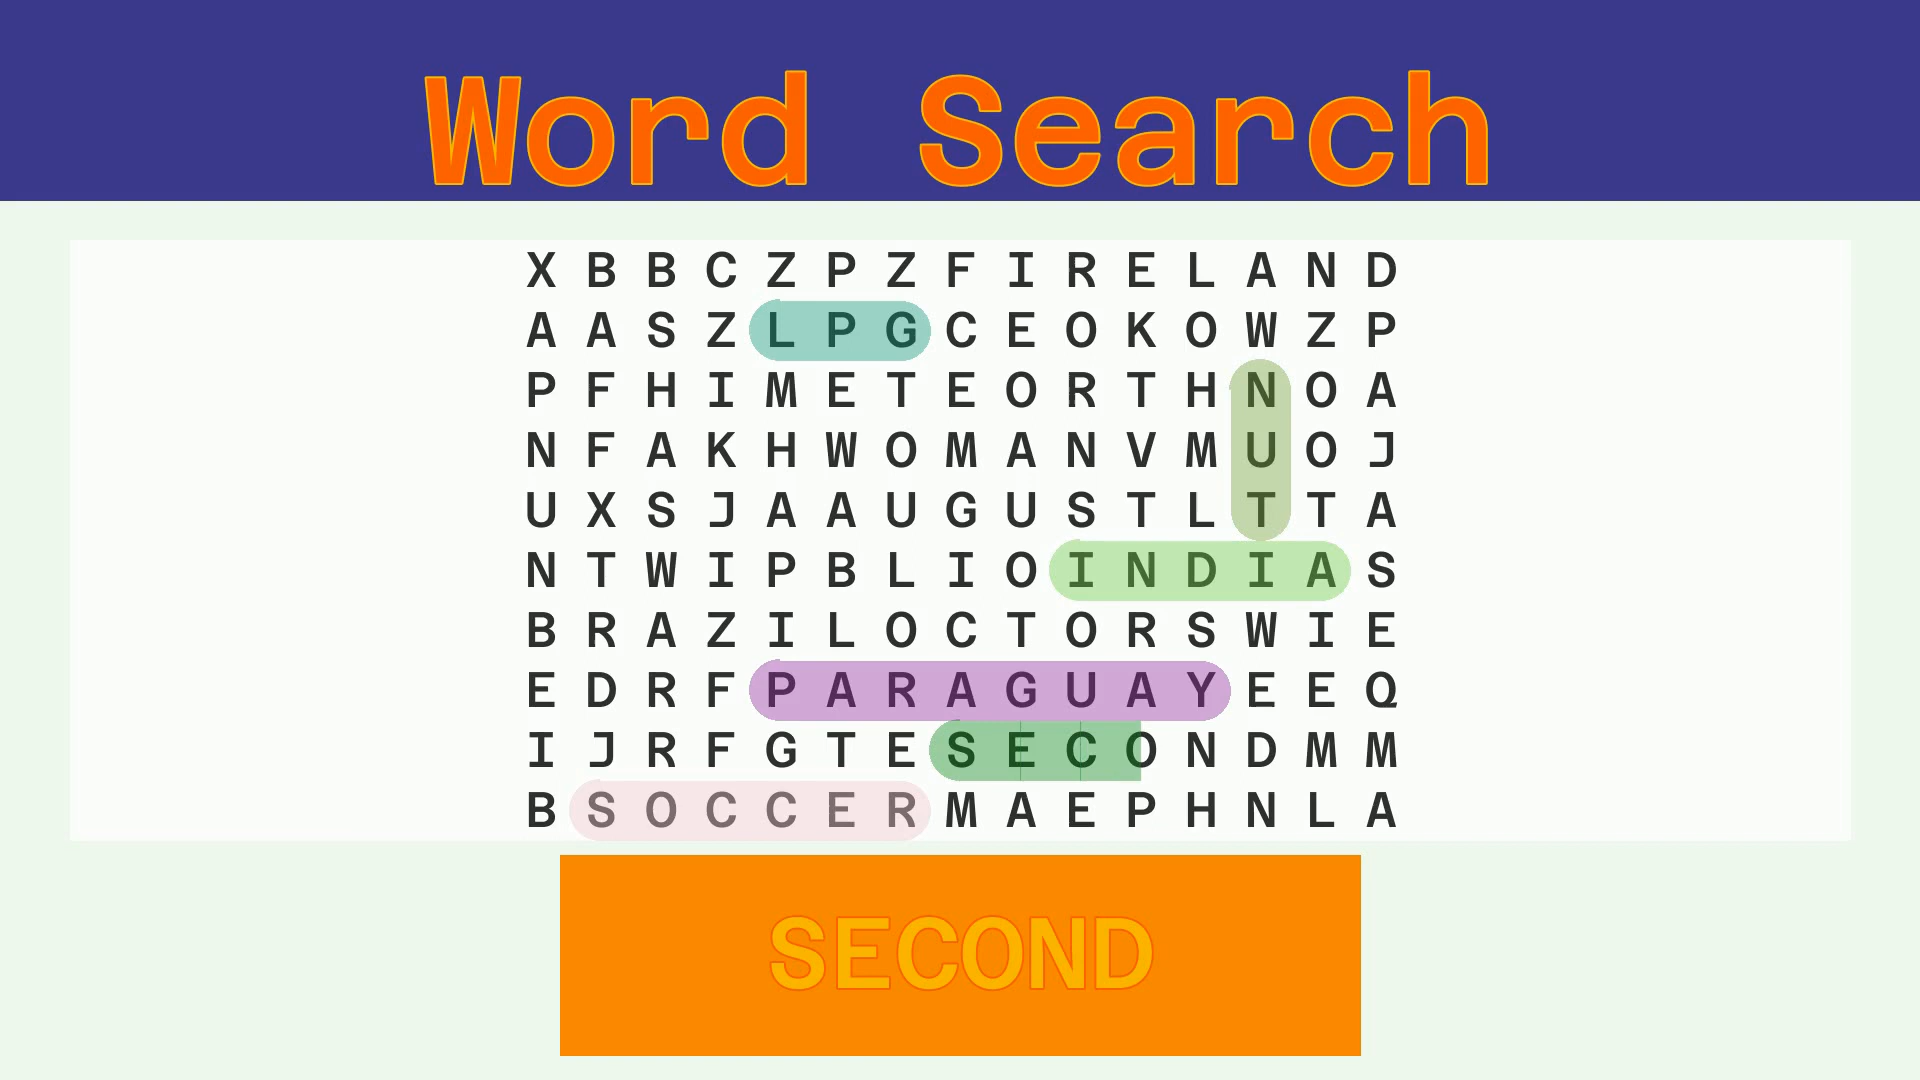 Word Search
X B B C Z P Z F I R E L A N D
A A S Z L P G C E O K O W Z P
P F H I M E T E O R T H N O A
N F A K H W O M A N V M U O J
U X S J A A U G U S T L T T A
N T W I P B L I O I N D I A S
B R A Z I L O C T O R S W I E
E D R F P A R A G U A Y E E Q
I J R F G T E S E C O N D M M
B S O C C E R M A E P H N L A
SECOND